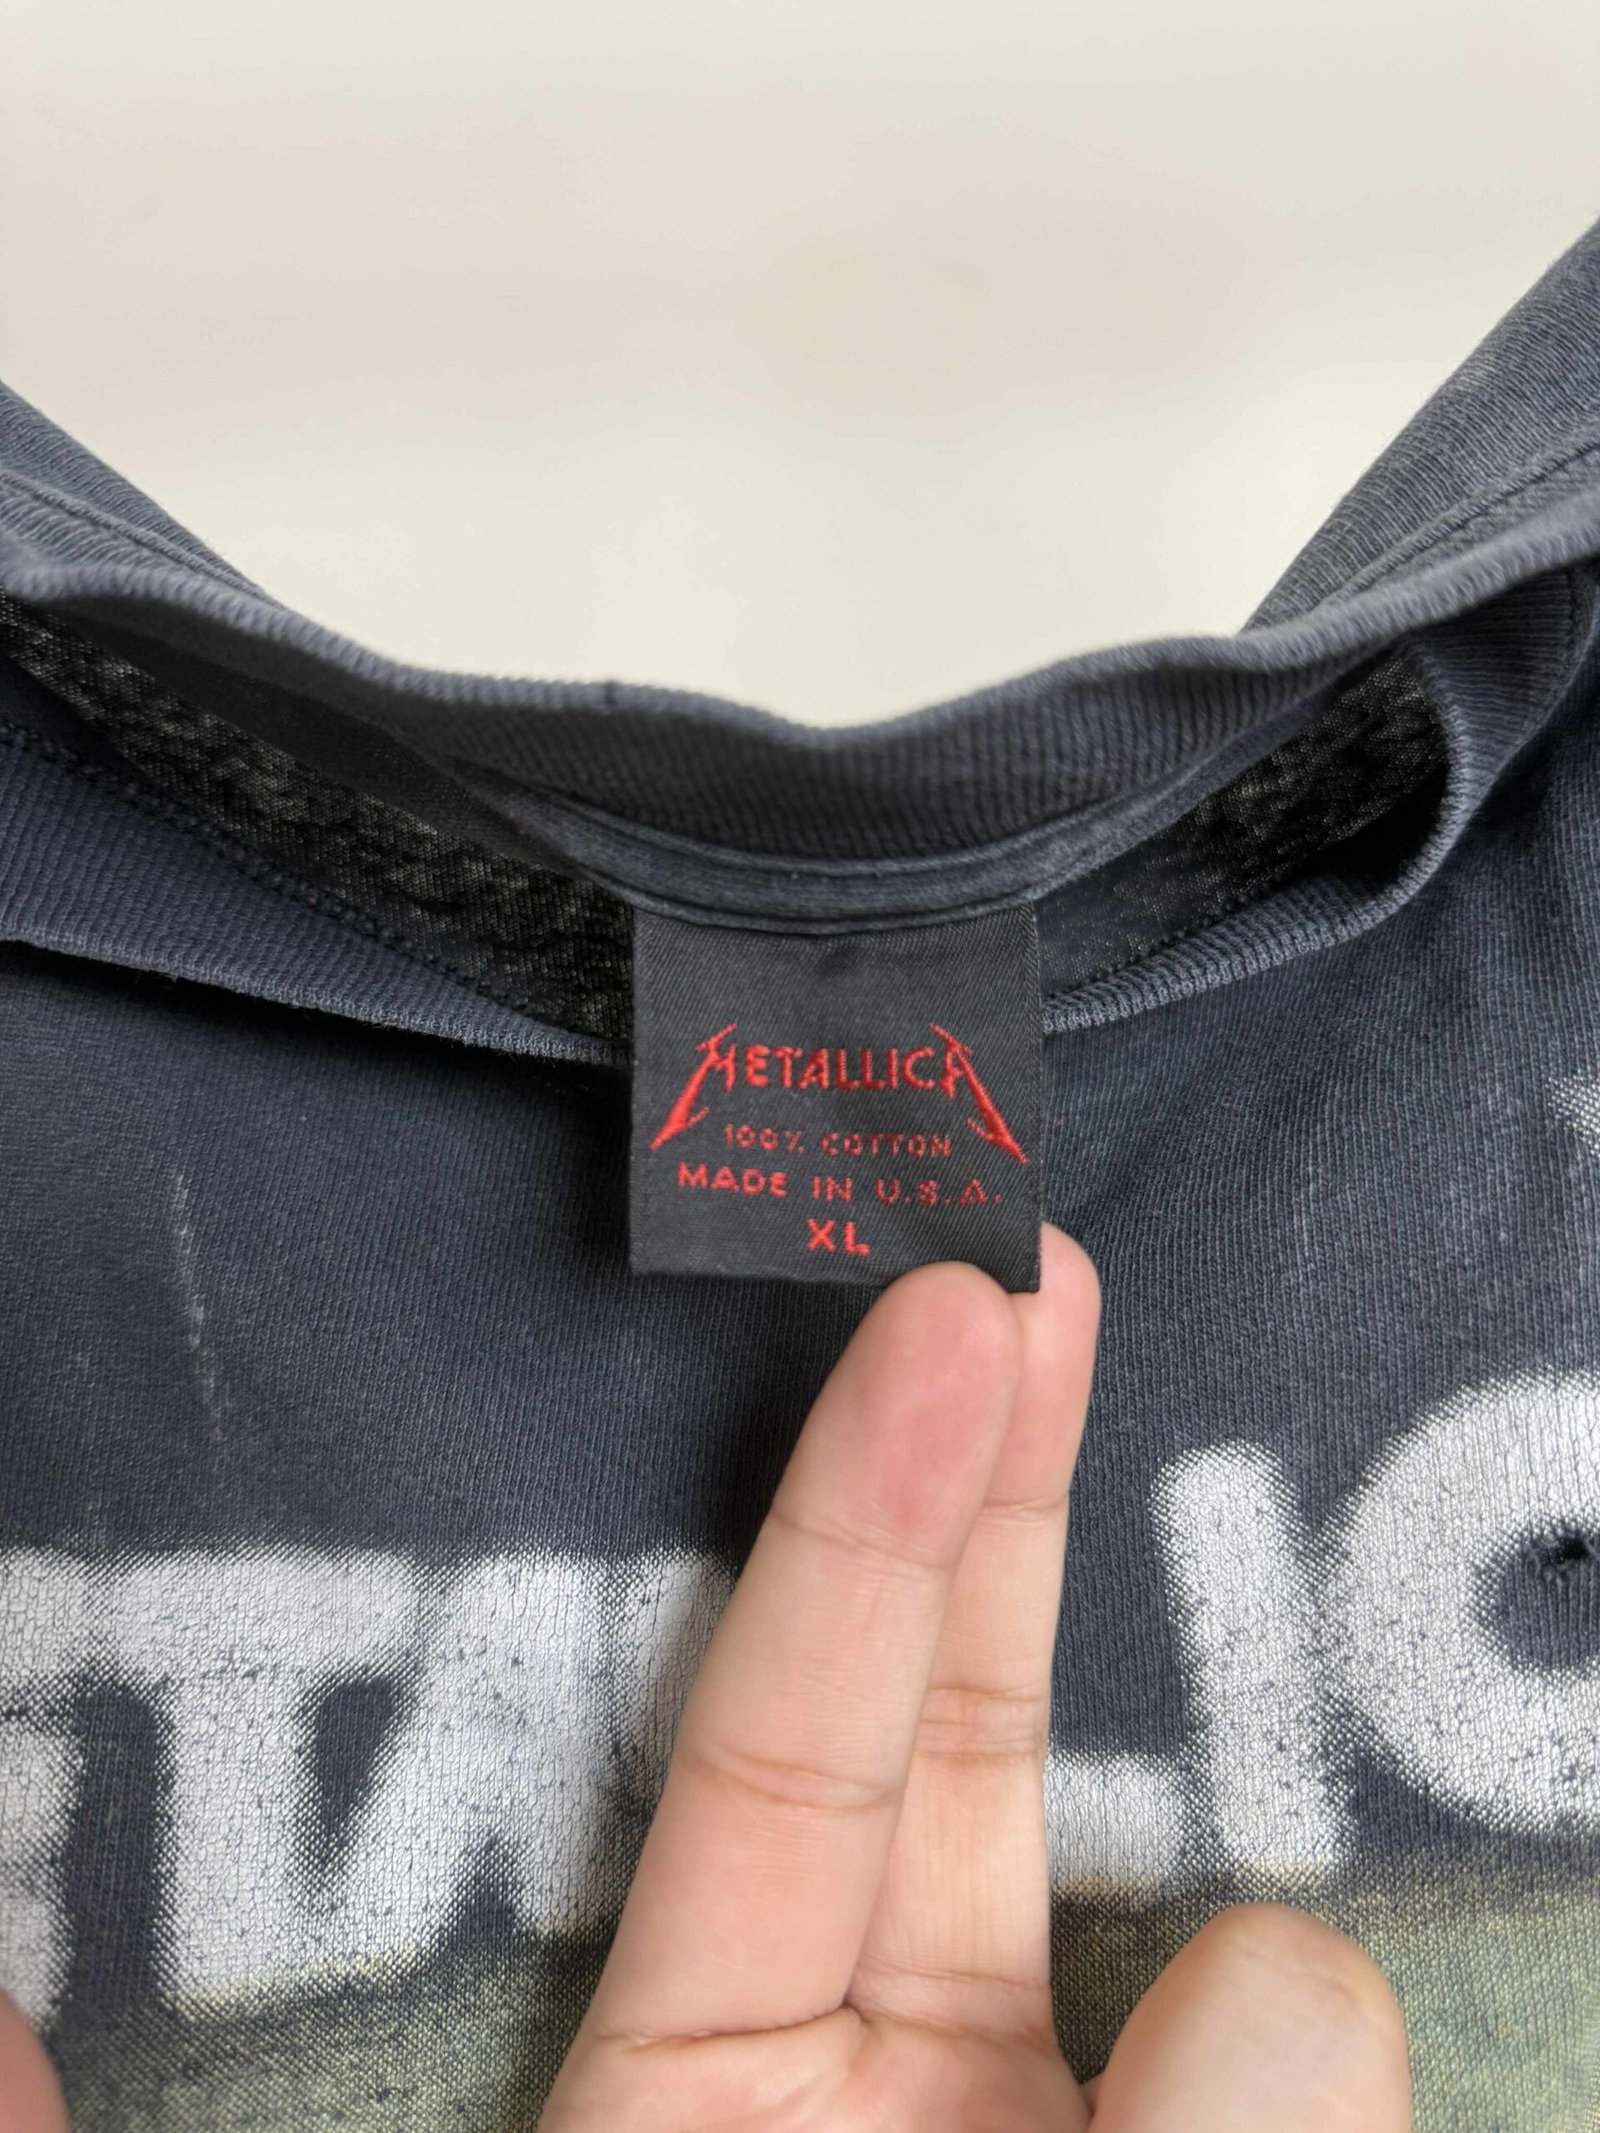 METALLICA
100% COTTON
MADE IN U.S.A.
XL